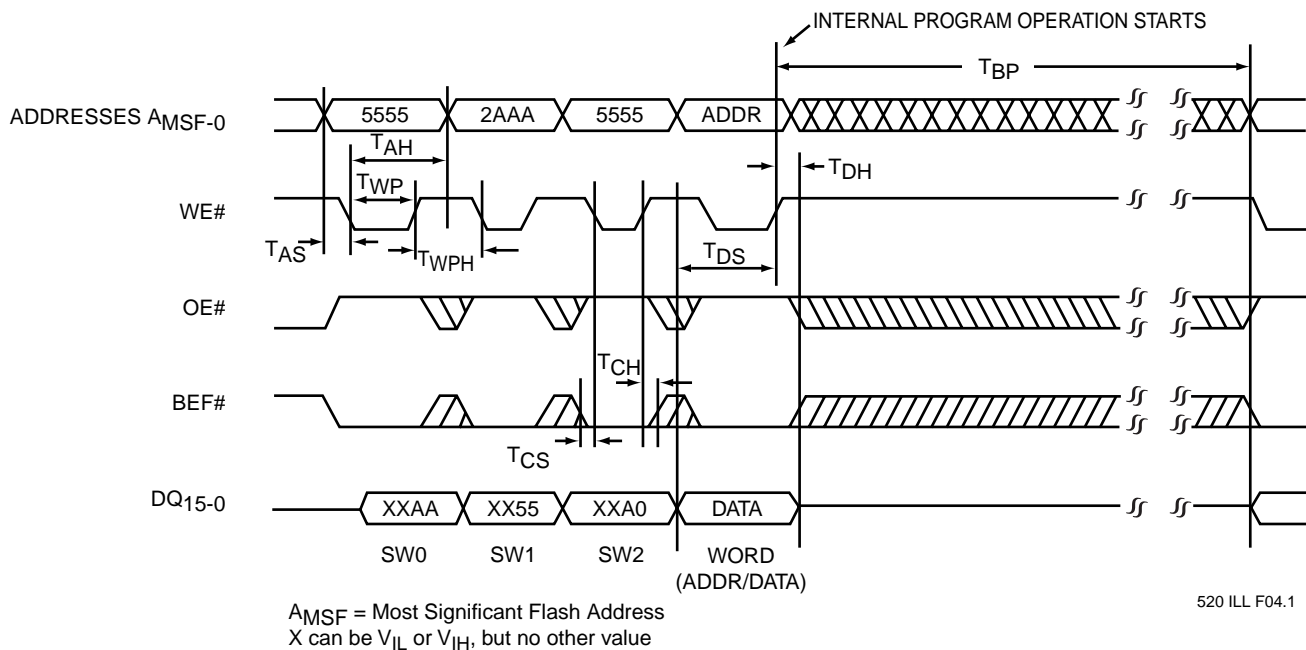 INTERNAL PROGRAM OPERATION STARTS
TBP
ADDRESSES AMSF-0
5555
2AAA
5555
ADDR
TAH
TDH
TWP
WE#
TAS
TWPH
TDS
OE#
TCH
BEF#
TCS
DQ15-0
XXAA
XX55
XXA0
DATA
SW0
SW1
SW2
WORD
(ADDR/DATA)
AMSF = Most Significant Flash Address
X can be VIL or VIH, but no other value
520 ILL F04.1